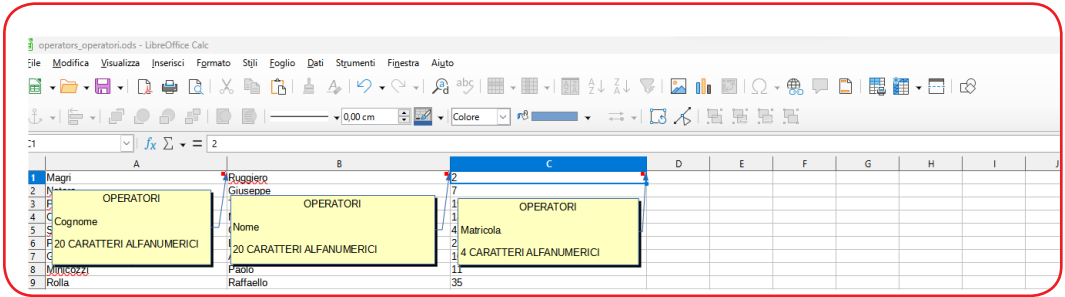 operators_operatori.ods - LibreOffice Calc
File Modifica Visualizza Inserisci Formato Stili Foglio Dati Strumenti Finestra Aiuto
0,00 cm Colore
C1 2
A B C D E F G H I J
1 Magri Ruggiero 2
2 Giuseppe 7
3
4
5
6
7
8 Minicozzi Paolo 11
9 Rolla Raffaello 35
OPERATORI
Cognome
20 CARATTERI ALFANUMERICI
OPERATORI
Nome
20 CARATTERI ALFANUMERICI
OPERATORI
Matricola
4 CARATTERI ALFANUMERICI